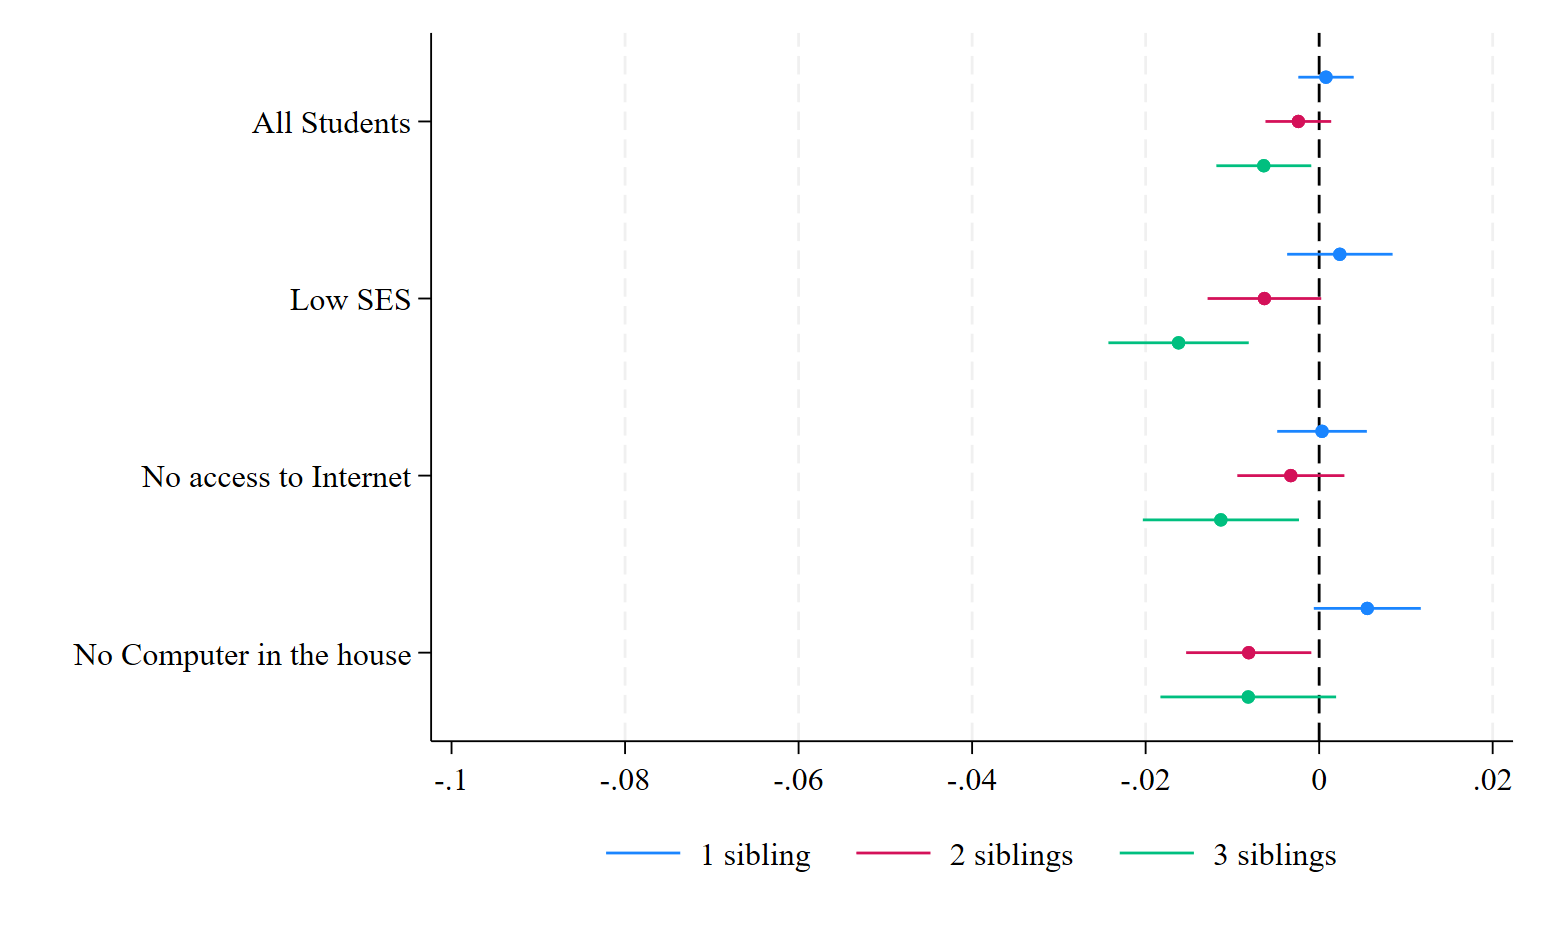 All Students
Low SES
No access to Internet
No Computer in the house
-.1 -.08 -.06 -.04 -.02 0 .02
1 sibling 2 siblings 3 siblings